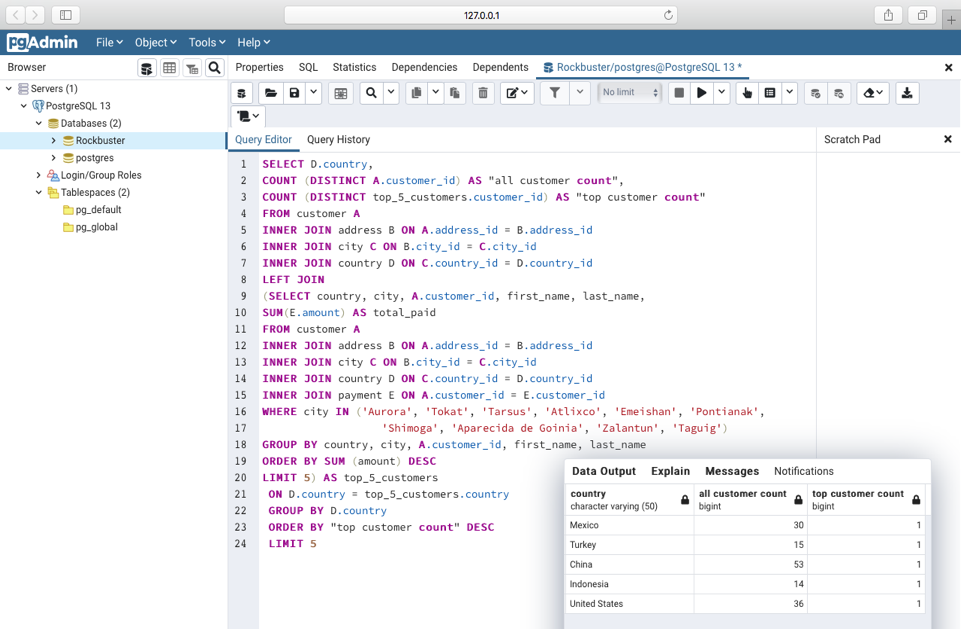 127.0.0.1
pgAdmin File Object Tools Help
Browser
Properties SQL Statistics Dependencies Dependents Rockbuster/postgres@PostgreSQL 13 *
Servers (1)
PostgreSQL 13
Databases (2)
Rockbuster
postgres
Login/Group Roles
Tablespaces (2)
pg_default
pg_global
No limit
Query Editor Query History
Scratch Pad
1 SELECT D.country,
2 COUNT (DISTINCT A.customer_id) AS "all customer count",
3 COUNT (DISTINCT top_5_customers.customer_id) AS "top customer count"
4 FROM customer A
5 INNER JOIN address B ON A.address_id = B.address_id
6 INNER JOIN city C ON B.city_id = C.city_id
7 INNER JOIN country D ON C.country_id = D.country_id
8 LEFT JOIN
9 (SELECT country, city, A.customer_id, first_name, last_name,
10 SUM(E.amount) AS total_paid
11 FROM customer A
12 INNER JOIN address B ON A.address_id = B.address_id
13 INNER JOIN city C ON B.city_id = C.city_id
14 INNER JOIN country D ON C.country_id = D.country_id
15 INNER JOIN payment E ON A.customer_id = E.customer_id
16 WHERE city IN ('Aurora', 'Tokat', 'Tarsus', 'Atlixco', 'Emeishan', 'Pontianak',
17 'Shimoga', 'Aparecida de Goinia', 'Zalantun', 'Taguig')
18 GROUP BY country, city, A.customer_id, first_name, last_name
19 ORDER BY SUM (amount) DESC
20 LIMIT 5) AS top_5_customers
21 ON D.country = top_5_customers.country
22 GROUP BY D.country
23 ORDER BY "top customer count" DESC
24 LIMIT 5
Data Output Explain Messages Notifications
country all customer count top customer count
character varying (50) bigint bigint
Mexico 30 1
Turkey 15 1
China 53 1
Indonesia 14 1
United States 36 1